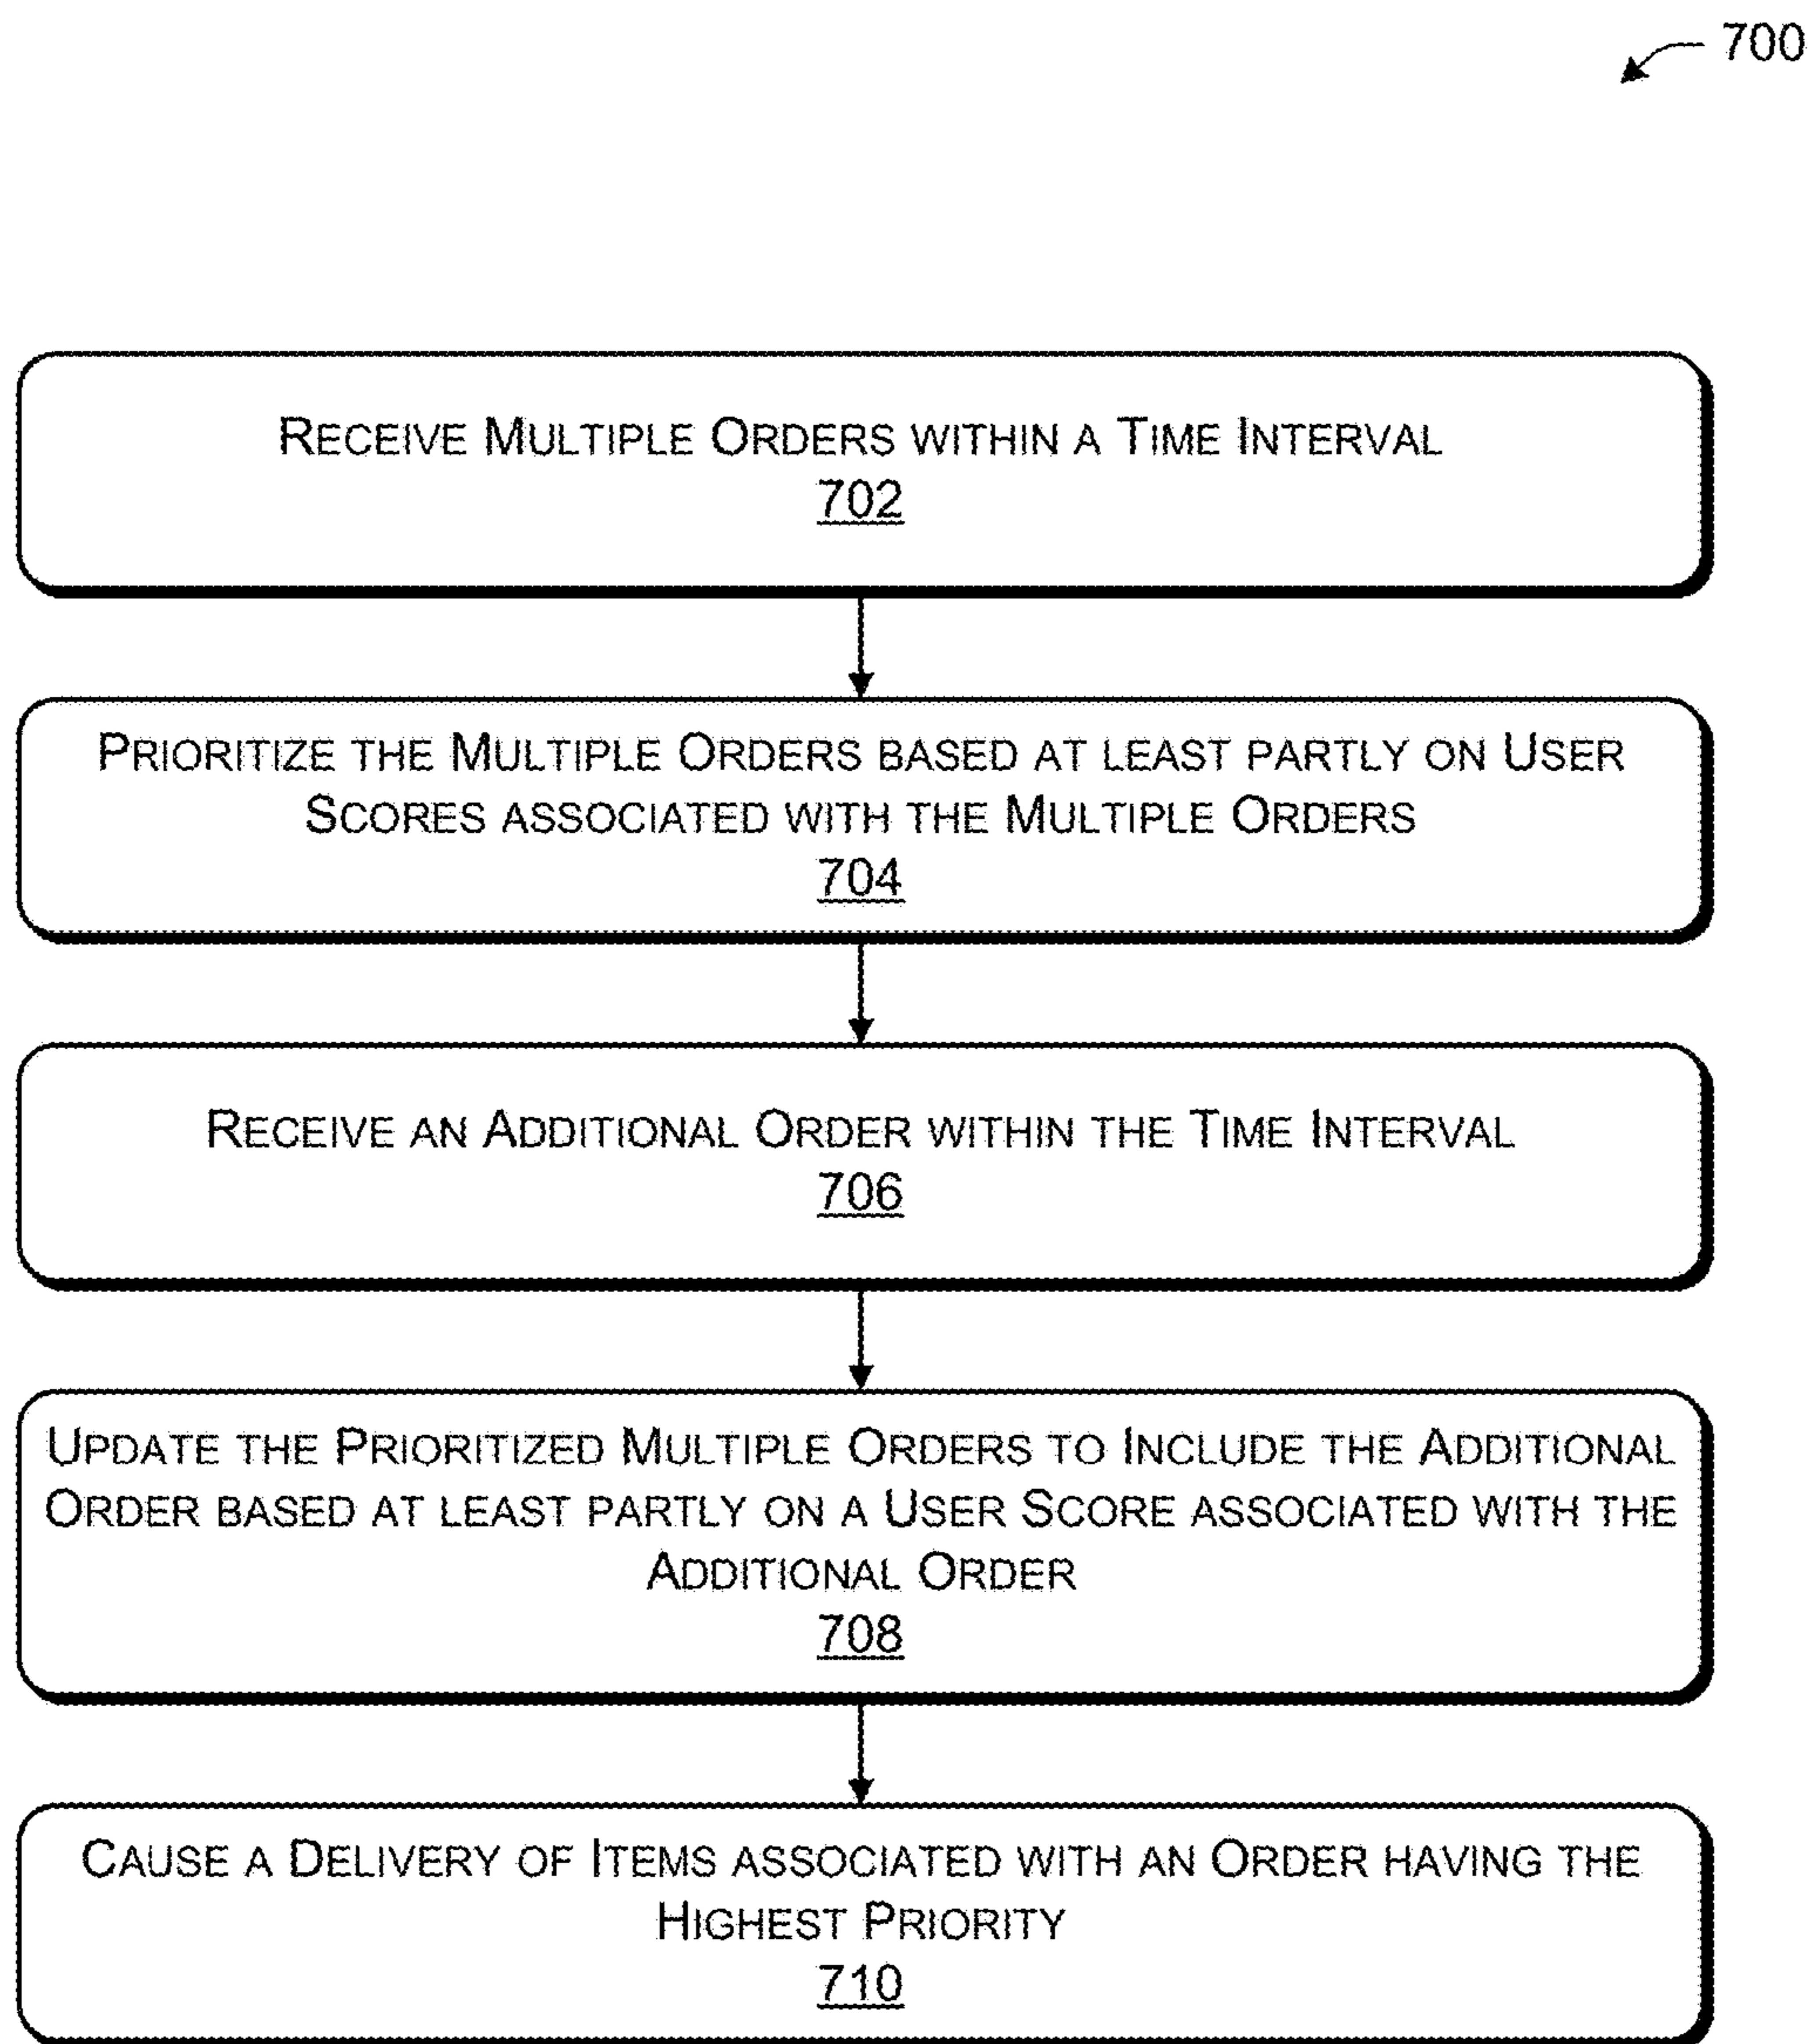 700
RECEIVE MULTIPLE ORDERS WITHIN A TIME INTERVAL
702
PRIORITIZE THE MULTIPLE ORDERS BASED AT LEAST PARTLY ON USER
SCORES ASSOCIATED WITH THE MULTIPLE ORDERS
704
RECEIVE AN ADDITIONAL ORDER WITHIN THE TIME INTERVAL
706
UPDATE THE PRIORITIZED MULTIPLE ORDERS TO INCLUDE THE ADDITIONAL
ORDER BASED AT LEAST PARTLY ON A USER SCORE ASSOCIATED WITH THE
ADDITIONAL ORDER
708
CAUSE A DELIVERY OF ITEMS ASSOCIATED WITH AN ORDER HAVING THE
HIGHEST PRIORITY
710